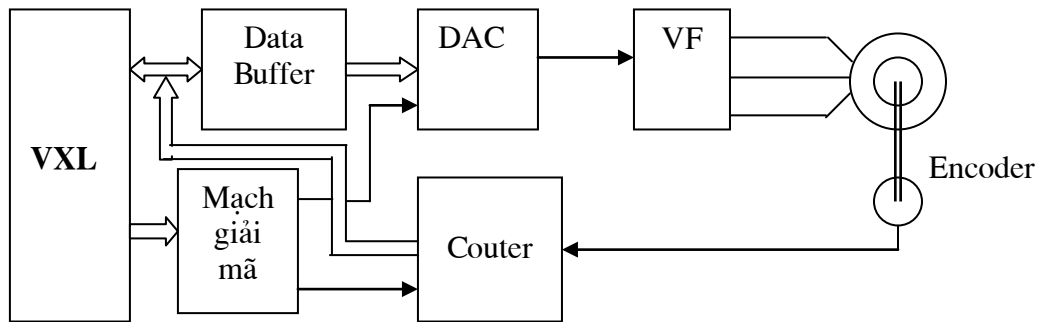 VXL
Data
Buffer
DAC
VF
Encoder
Mạch
giải
mã
Couter